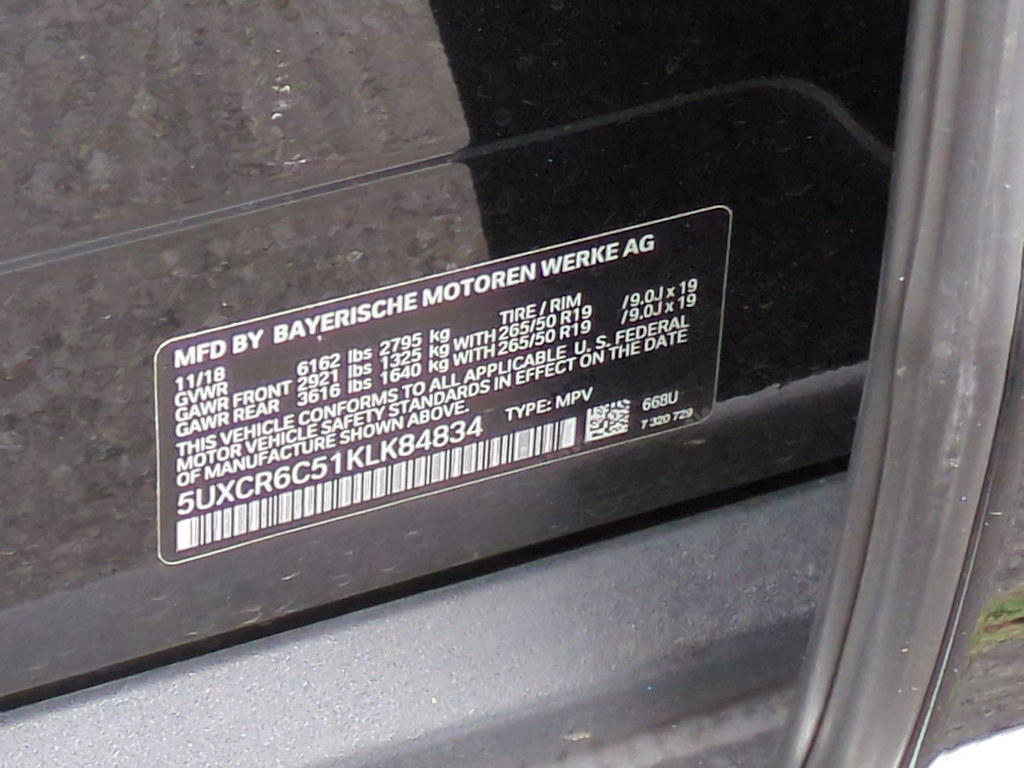 MFD BY BAYERISCHE MOTOREN WERKE AG
11/18 TIRE / RIM
GVWR 6162 lbs 2795 kg WITH 265/50 R19 /9.0J x 19
GAWR FRONT 2921 lbs 1325 kg WITH 265/50 R19 /9.0J x 19
GAWR REAR 3616 lbs 1640 kg
THIS VEHICLE CONFORMS TO ALL APPLICABLE U. S. FEDERAL
MOTOR VEHICLE SAFETY STANDARDS IN EFFECT ON THE DATE
OF MANUFACTURE SHOWN ABOVE.
5UXCR6C51KLK84834 TYPE: MPV 668U
7 320 729